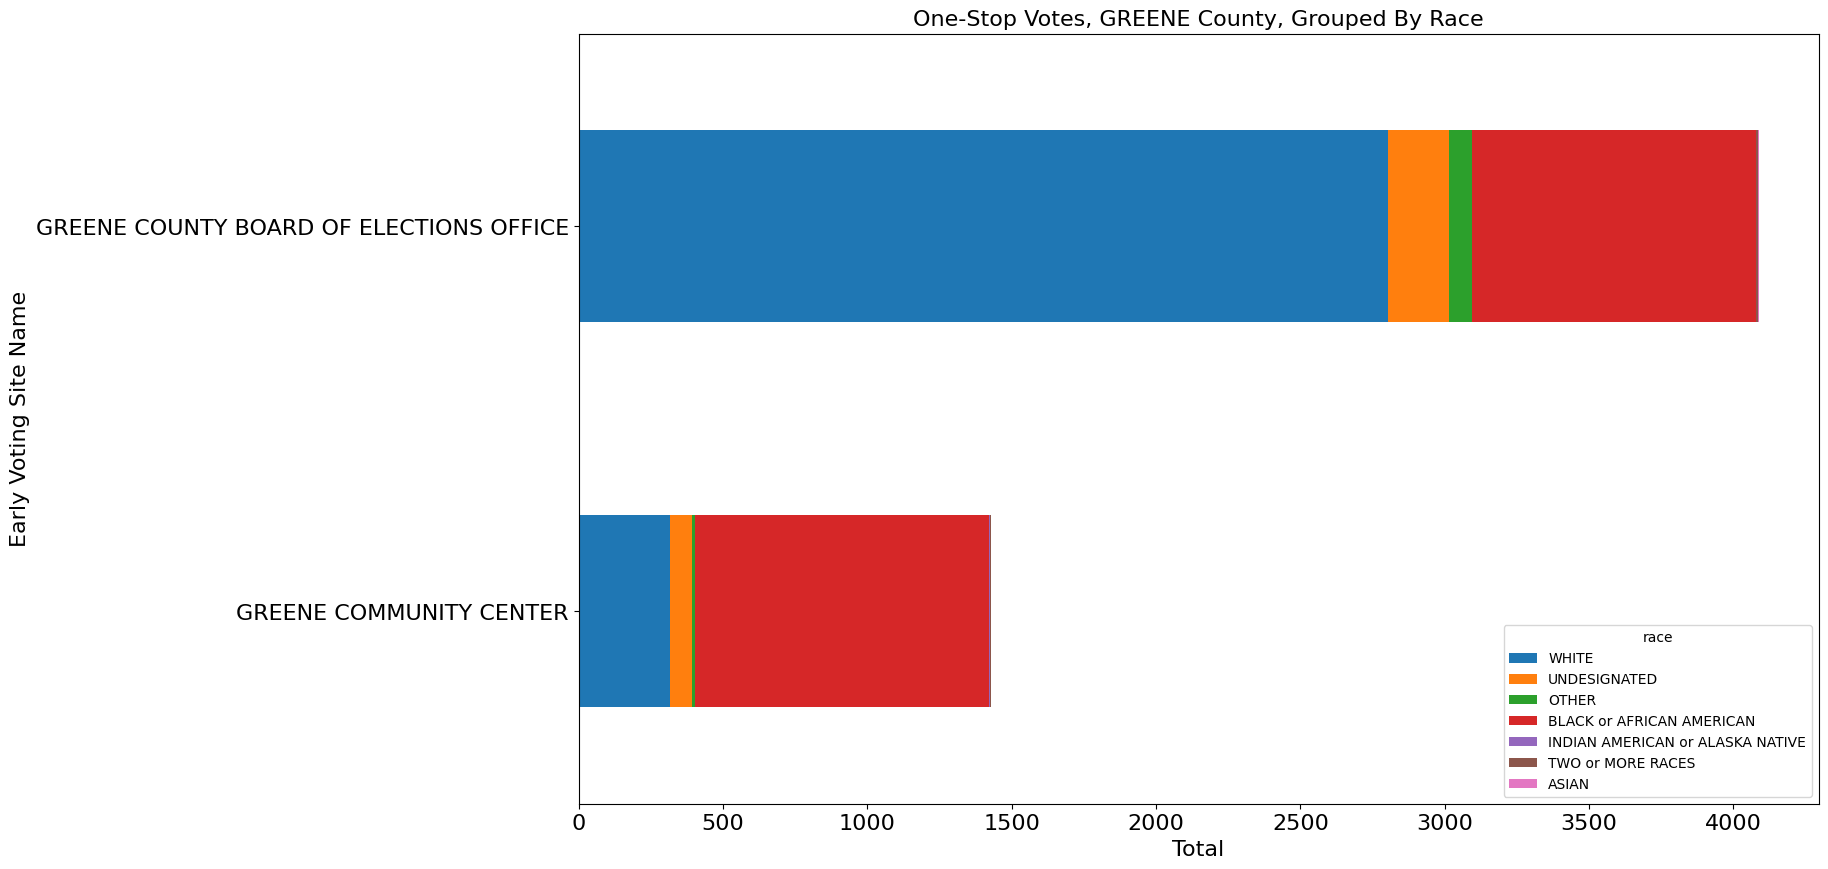 One-Stop Votes, GREENE County, Grouped By Race
Early Voting Site Name
GREENE COUNTY BOARD OF ELECTIONS OFFICE
GREENE COMMUNITY CENTER
race
WHITE
UNDESIGNATED
OTHER
BLACK or AFRICAN AMERICAN
INDIAN AMERICAN or ALASKA NATIVE
TWO or MORE RACES
ASIAN
0 500 1000 1500 2000 2500 3000 3500 4000
Total